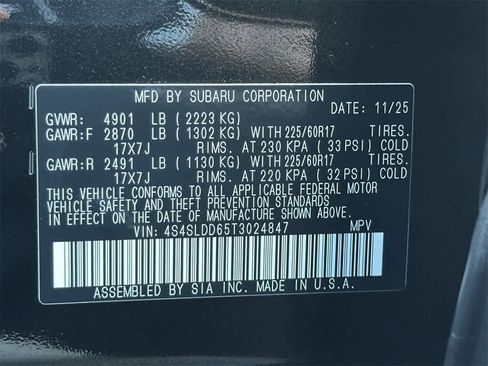 MFD BY SUBARU CORPORATION
DATE: 11/25
GVWR: 4901 LB (2223 KG)
GAWR:F 2870 LB (1302 KG) WITH 225/60R17 TIRES.
17X7J RIMS. AT 230 KPA (33 PSI) COLD
GAWR:R 2491 LB (1130 KG) WITH 225/60R17 TIRES.
17X7J RIMS. AT 220 KPA (32 PSI) COLD
THIS VEHICLE CONFORMS TO ALL APPLICABLE FEDERAL MOTOR
VEHICLE SAFETY AND THEFT PREVENTION STANDARDS
IN EFFECT ON THE DATE OF MANUFACTURE SHOWN ABOVE.
VIN: 4S4SLDD65T3024847 MPV
ASSEMBLED BY SIA INC. MADE IN U.S.A.